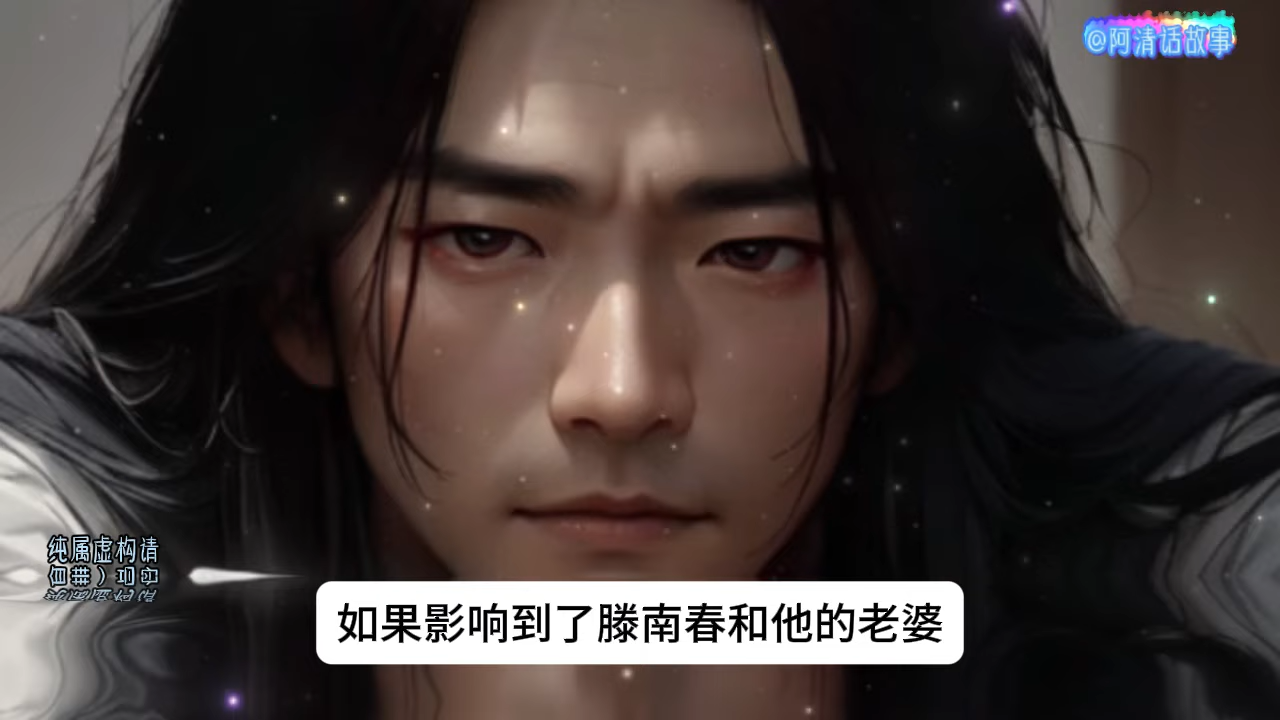 @阿清话故事
纯属虚构请
如果影响到了滕南春和他的老婆